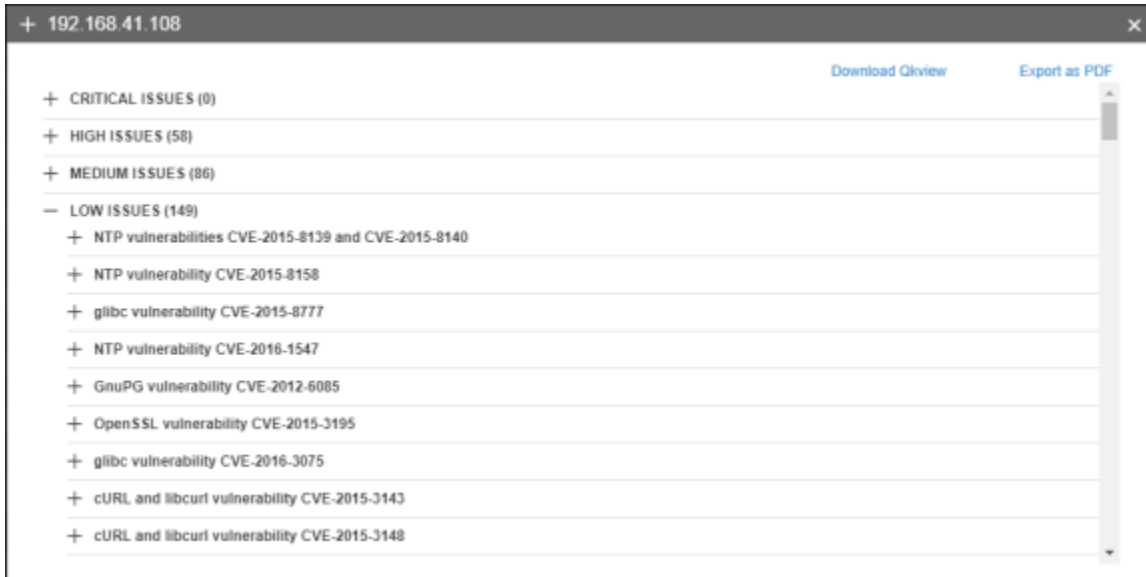 + 192.168.41.108 ×
Download Qkview Export as PDF
+ CRITICAL ISSUES (0)
+ HIGH ISSUES (58)
+ MEDIUM ISSUES (86)
− LOW ISSUES (149)
+ NTP vulnerabilities CVE-2015-8139 and CVE-2015-8140
+ NTP vulnerability CVE-2015-8158
+ glibc vulnerability CVE-2015-8777
+ NTP vulnerability CVE-2016-1547
+ GnuPG vulnerability CVE-2012-6085
+ OpenSSL vulnerability CVE-2015-3195
+ glibc vulnerability CVE-2016-3075
+ cURL and libcurl vulnerability CVE-2015-3143
+ cURL and libcurl vulnerability CVE-2015-3148